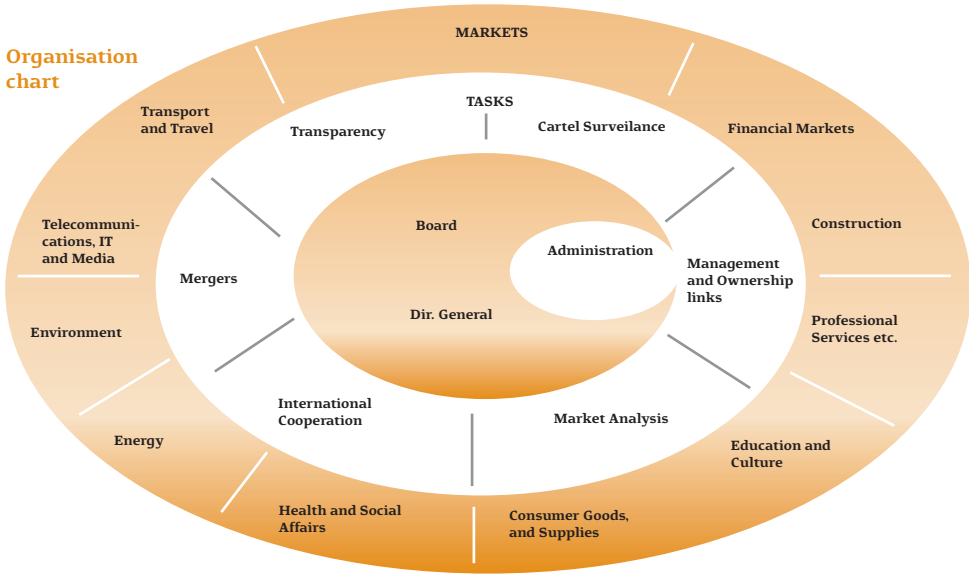 Organisation
chart
MARKETS
TASKS
Transport
and Travel
Transparency
Cartel Surveilance
Financial Markets
Telecommuni-
cations, IT
and Media
Board
Administration
Construction
Mergers
Management
and Ownership
links
Environment
Dir. General
Professional
Services etc.
International
Cooperation
Market Analysis
Energy
Education and
Culture
Health and Social
Affairs
Consumer Goods,
and Supplies